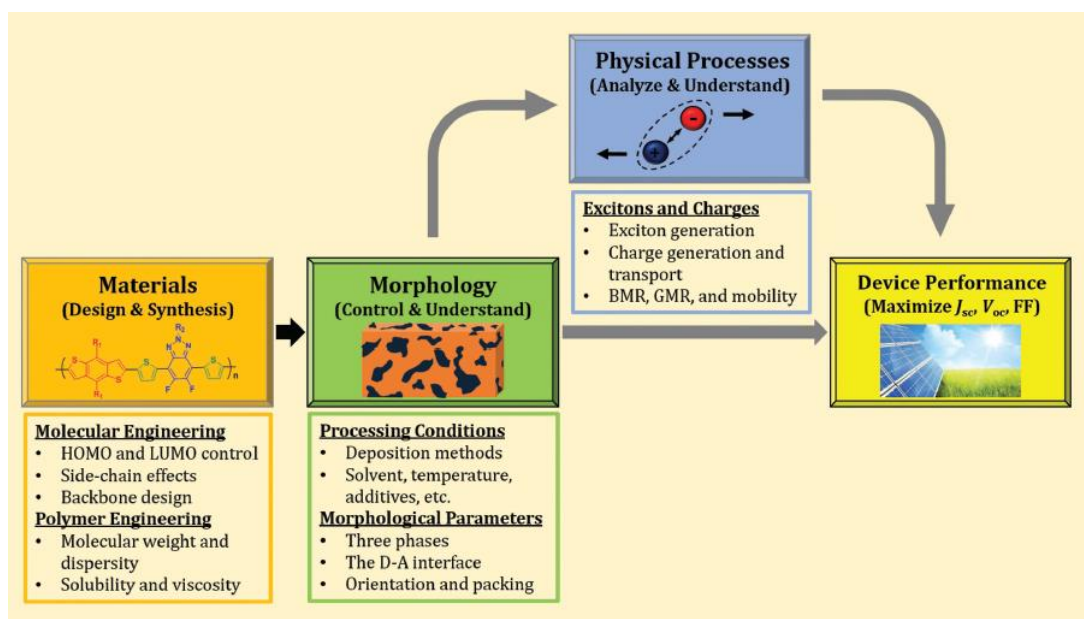 Physical Processes
(Analyze & Understand)
-
+
Excitons and Charges
• Exciton generation
• Charge generation and
transport
• BMR, GMR, and mobility
Materials
(Design & Synthesis)
R₂
N
N
N
R₁
S
S
S
S
R₁
F
F
n
Molecular Engineering
• HOMO and LUMO control
• Side-chain effects
• Backbone design
Polymer Engineering
• Molecular weight and
dispersity
• Solubility and viscosity
Morphology
(Control & Understand)
Processing Conditions
• Deposition methods
• Solvent, temperature,
additives, etc.
Morphological Parameters
• Three phases
• The D-A interface
• Orientation and packing
Device Performance
(Maximize Jsc, Voc, FF)